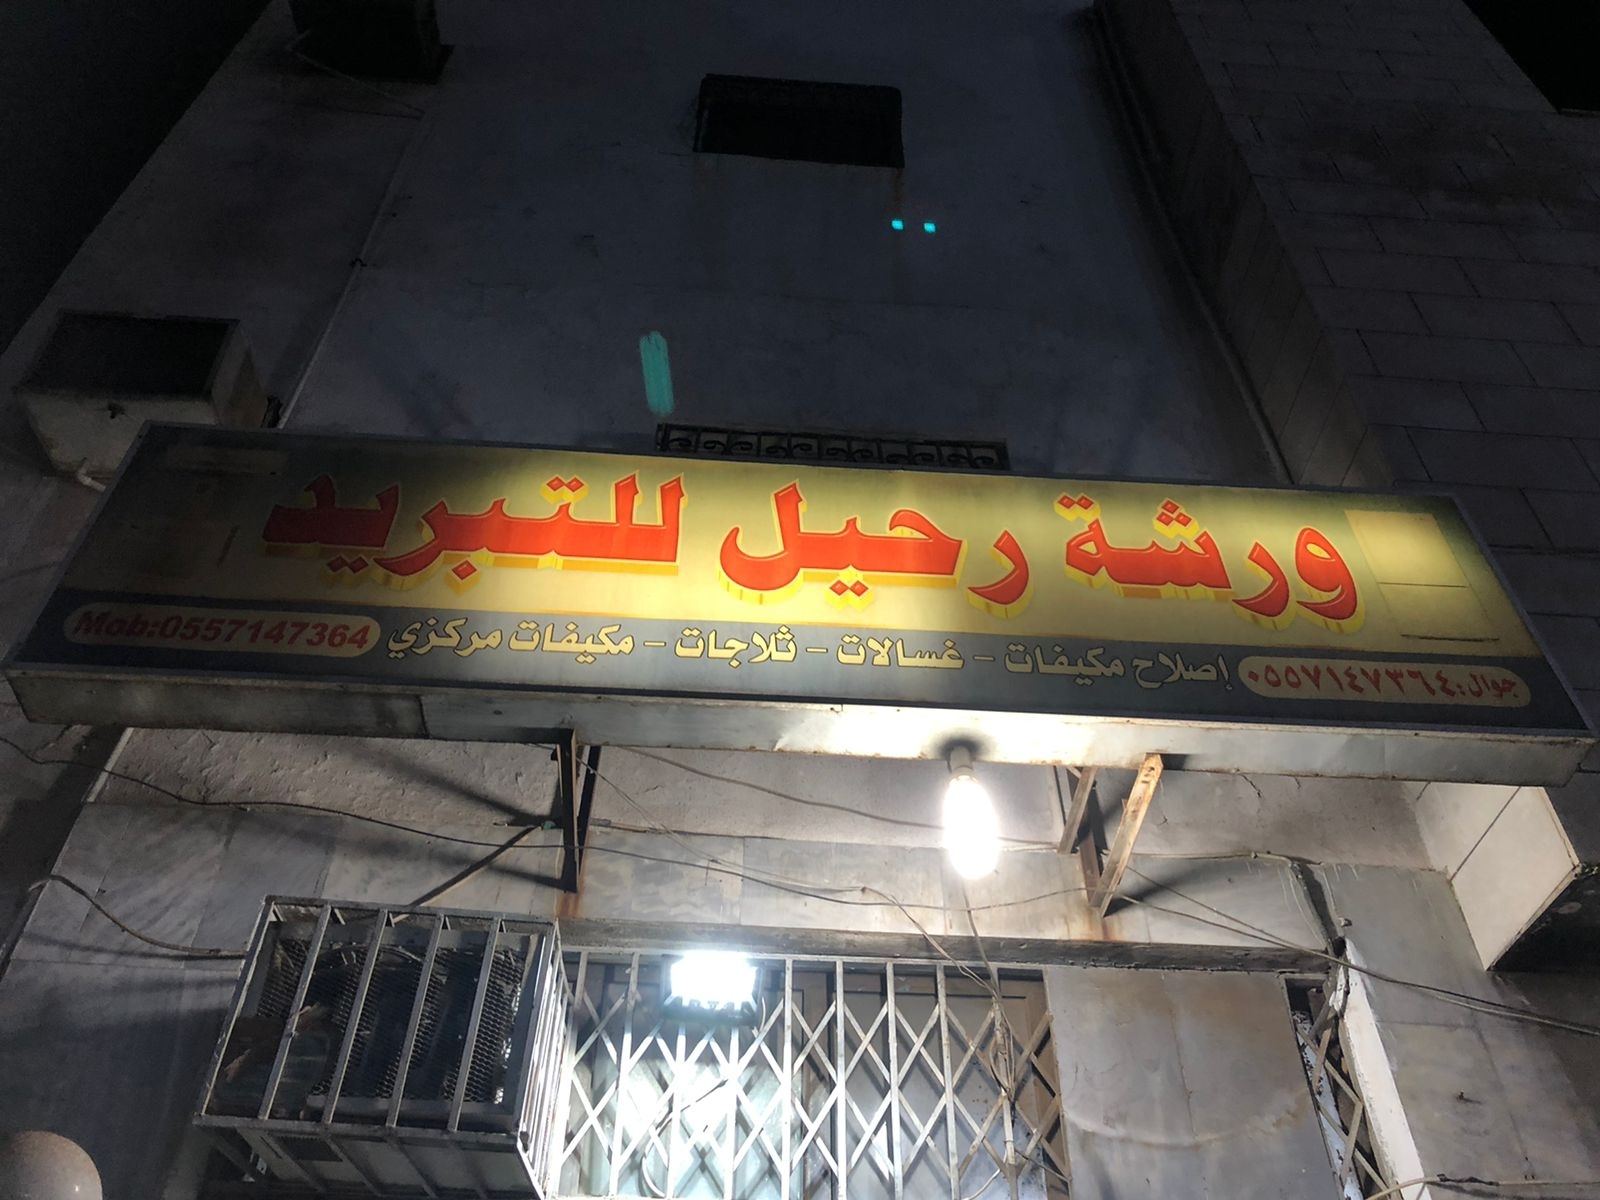 ورشة رحيل للتبريد
جوال: ٠٥٥٧١٤٧٣٦٤ إصلاح مكيفات - غسالات - ثلاجات - مكيفات مركزي Mob:0557147364